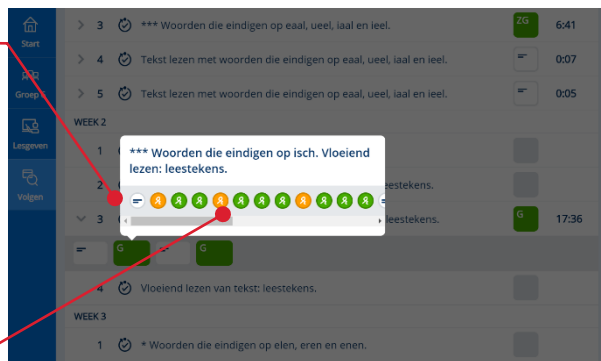 Start
Groep 6
Lesgeven
Volgen
3 *** Woorden die eindigen op eaal, ueel, iaal en ieel. ZG 6:41
4 Tekst lezen met woorden die eindigen op eaal, ueel, iaal en ieel. 0:07
5 Tekst lezen met woorden die eindigen op eaal, ueel, iaal en ieel. 0:05
WEEK 2
1
*** Woorden die eindigen op isch. Vloeiend
lezen: leestekens.
2 eestekens.
3 leestekens. G 17:36
G G
4 Vloeiend lezen van tekst: leestekens.
WEEK 3
1 * Woorden die eindigen op elen, eren en enen.